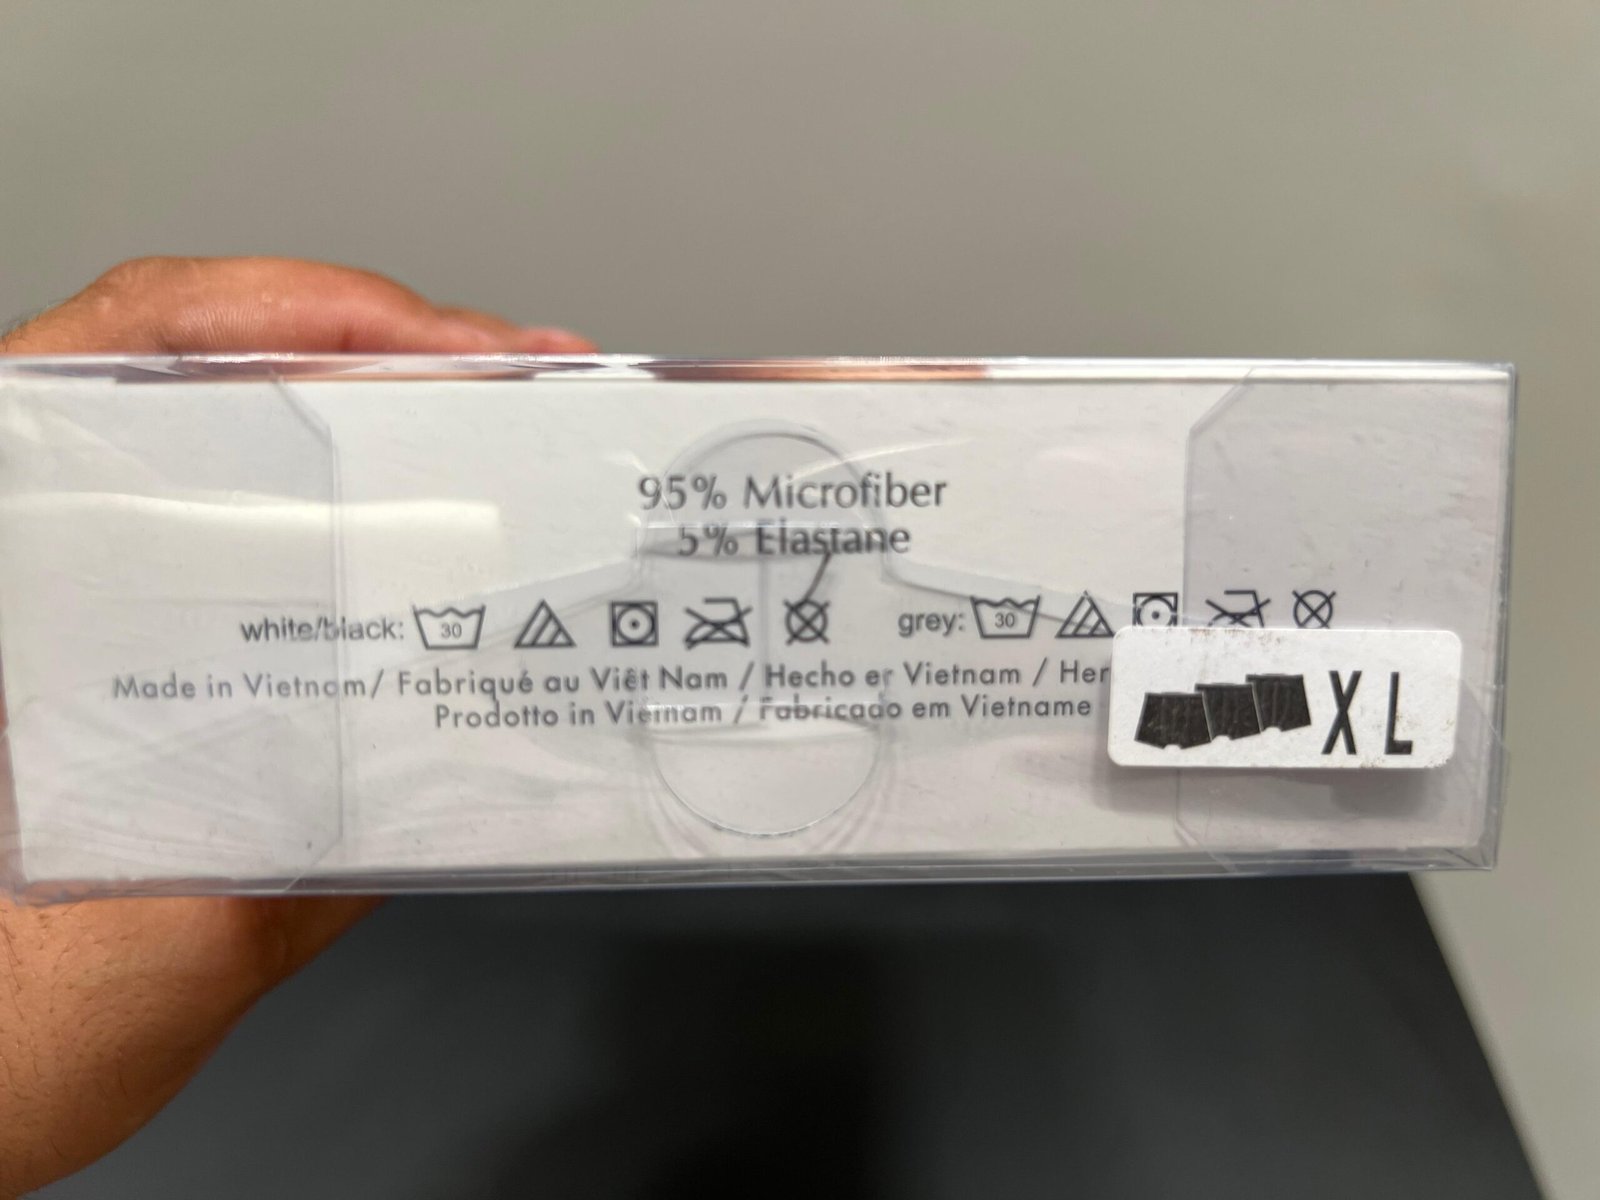 95% Microfiber
5% Elastane
white/black: 30 grey: 30
Made in Vietnam/ Fabriqué au Viêt Nam / Hecho en Vietnam /
Prodotto in Vietnam / Fabricado em Vietname
XL